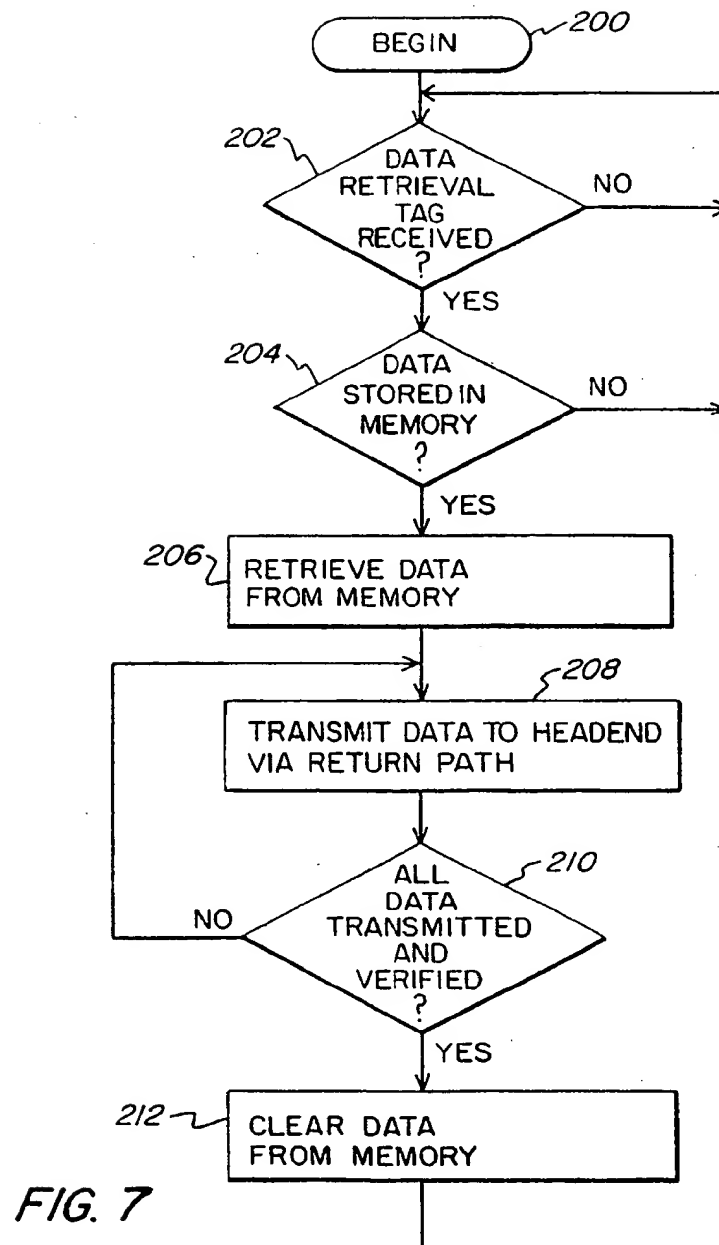 BEGIN
200
202
DATA
RETRIEVAL
TAG
RECEIVED
?
NO
YES
204
DATA
STORED IN
MEMORY
?
NO
YES
206
RETRIEVE DATA
FROM MEMORY
208
TRANSMIT DATA TO HEADEND
VIA RETURN PATH
210
ALL
DATA
TRANSMITTED
AND
VERIFIED
?
NO
YES
212
CLEAR DATA
FROM MEMORY
FIG. 7